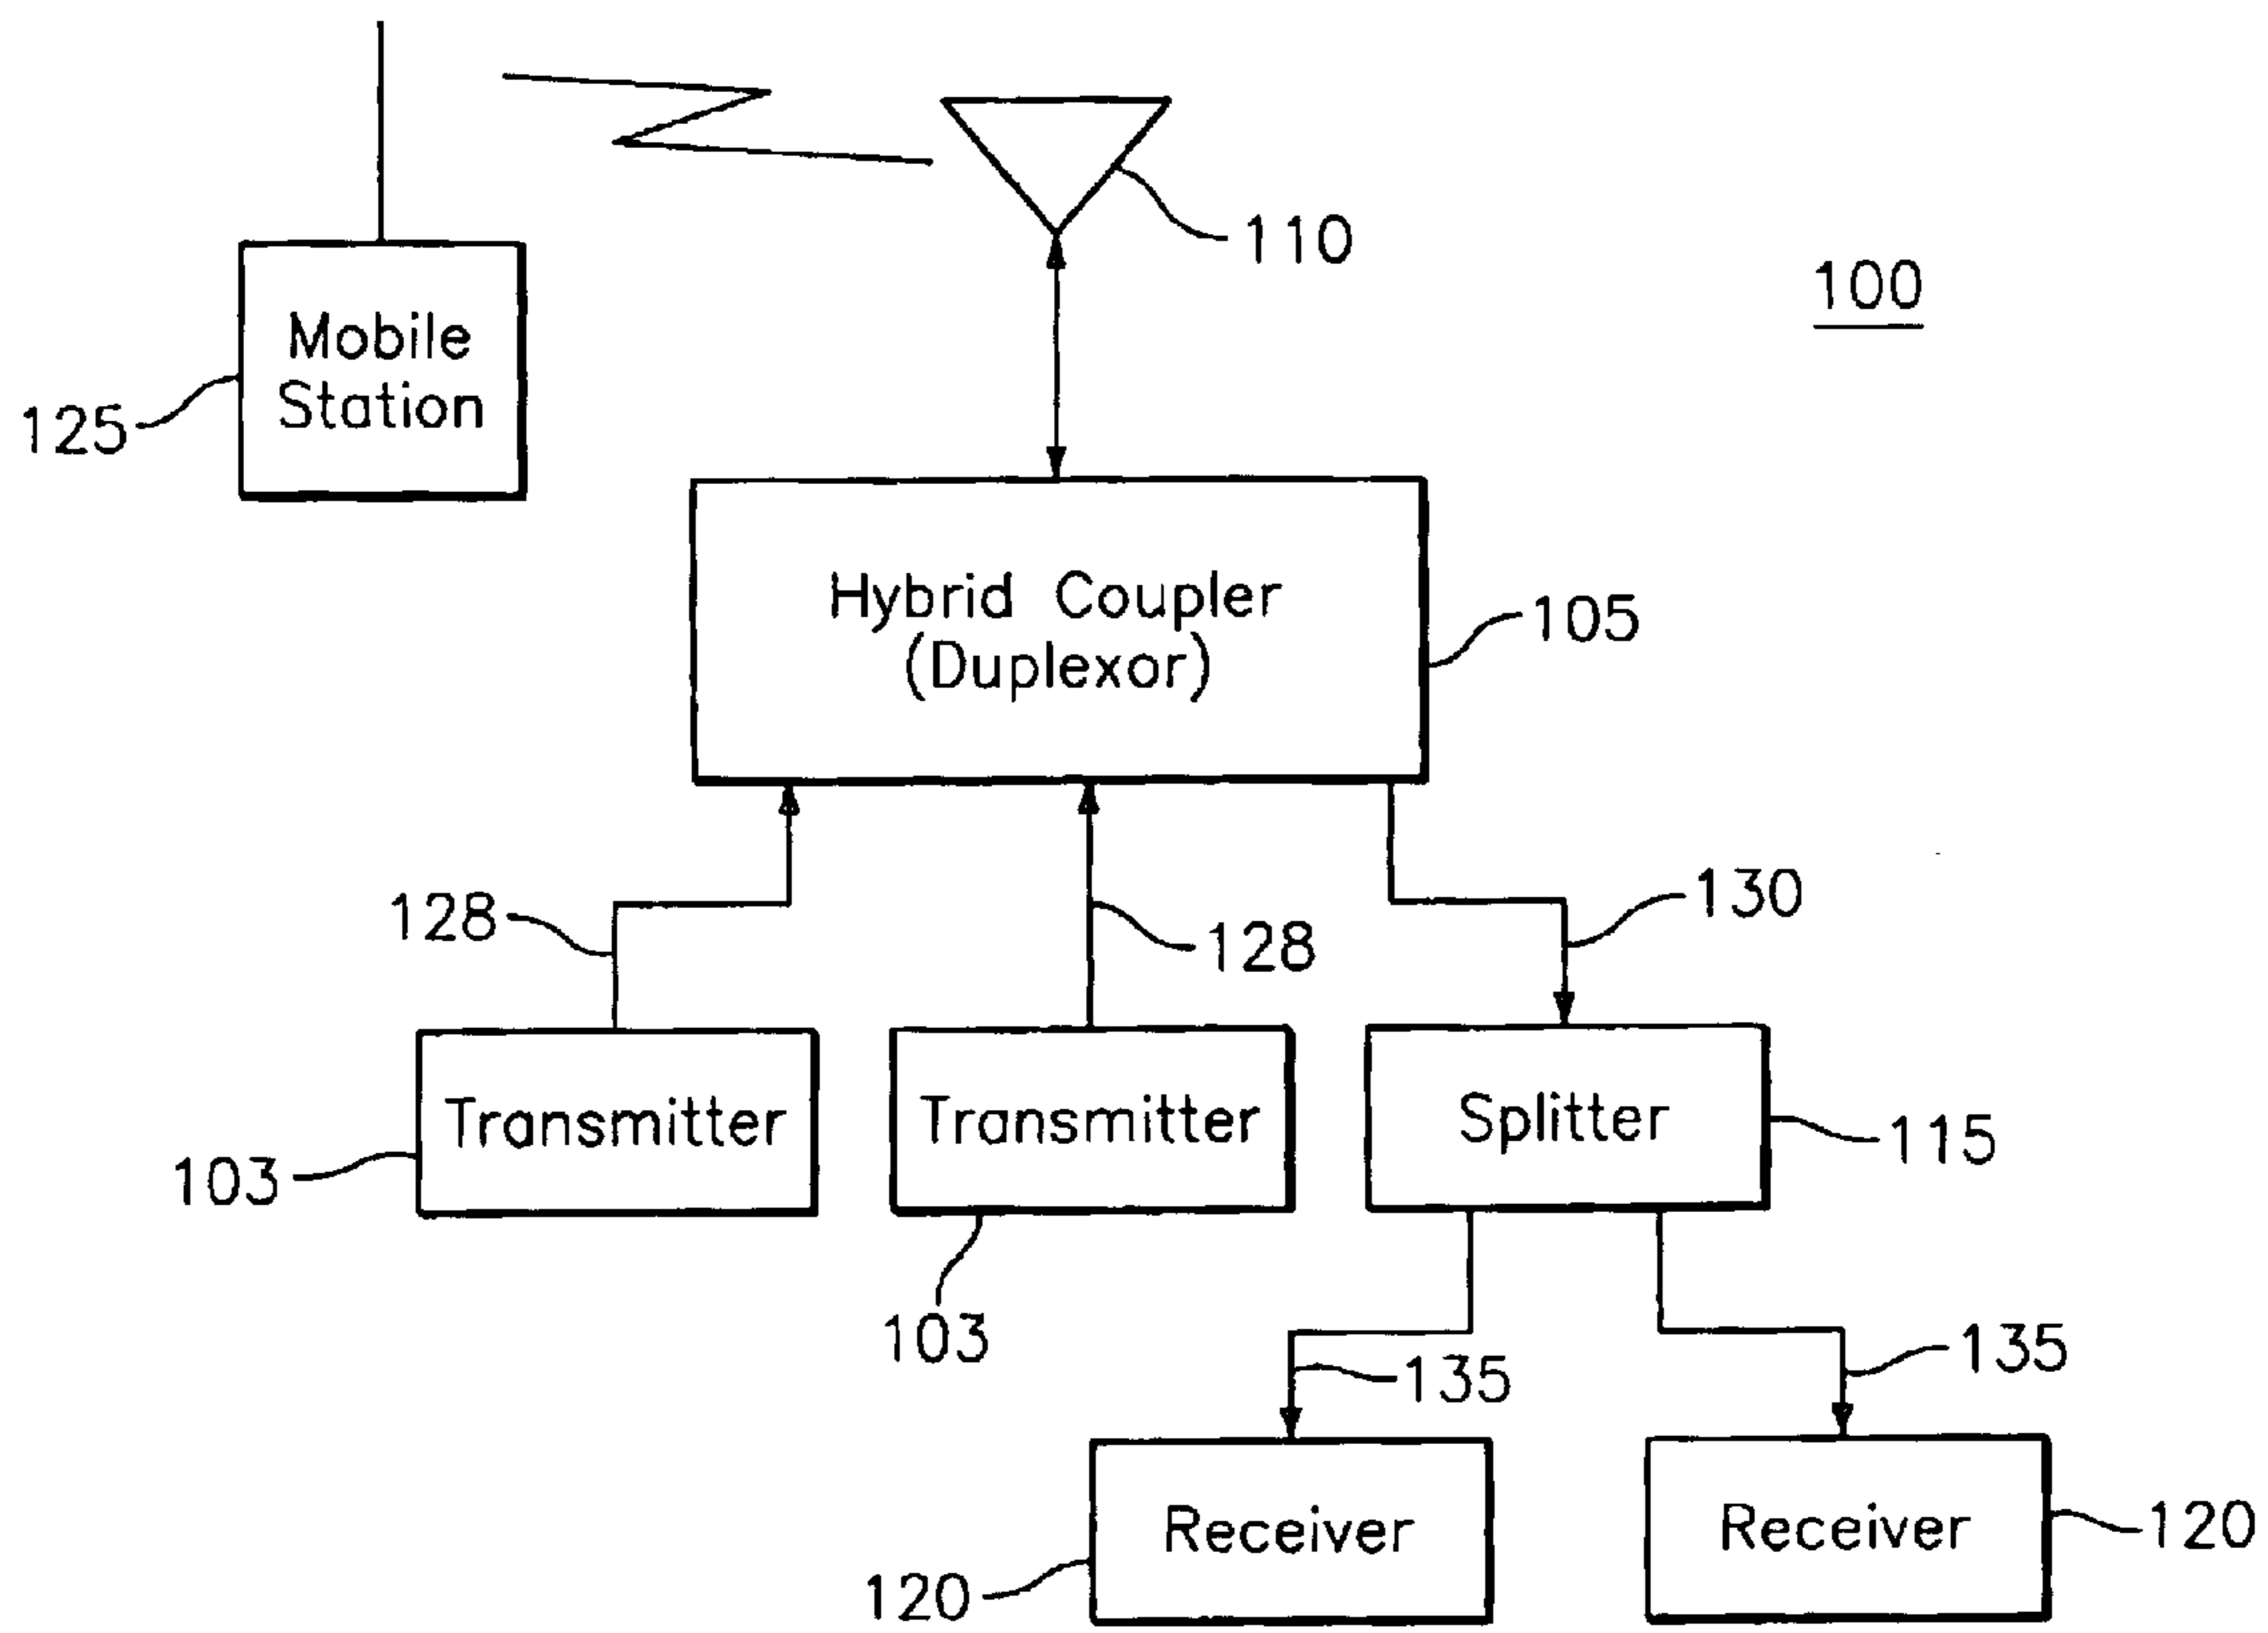 110
100
Mobile
Station
125
Hybrid Coupler
(Duplexor)
105
128
128
130
Transmitter
103
Transmitter
103
Splitter
115
135
135
Receiver
120
Receiver
120